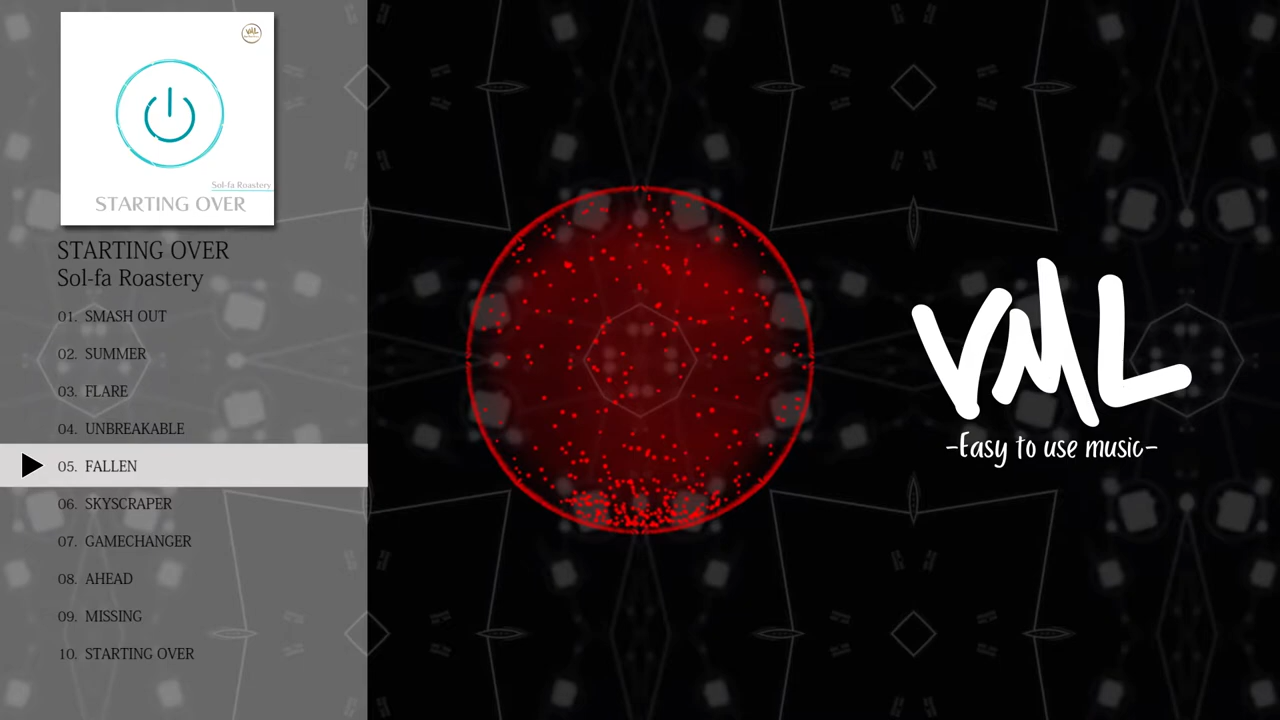 VML
Sol-fa Roastery
STARTING OVER
STARTING OVER
Sol-fa Roastery
01. SMASH OUT
02. SUMMER
03. FLARE
04. UNBREAKABLE
05. FALLEN
06. SKYSCRAPER
07. GAMECHANGER
08. AHEAD
09. MISSING
10. STARTING OVER
VML
-Easy to use music-